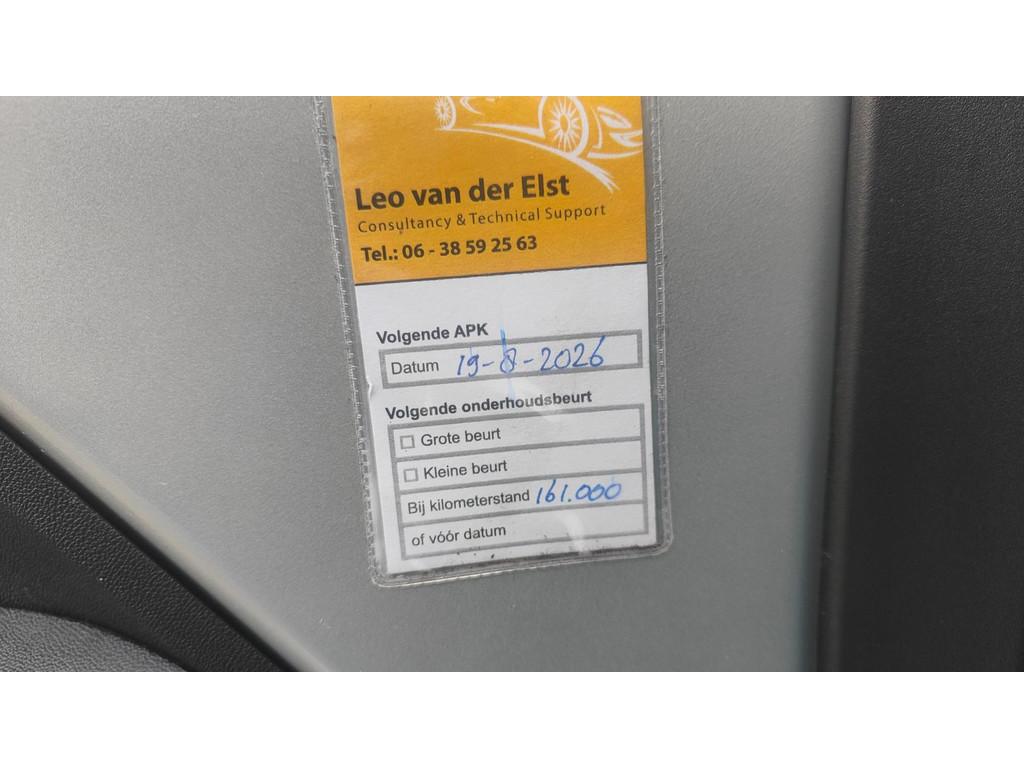 Leo van der Elst
Consultancy & Technical Support
Tel.: 06 - 38 59 25 63
Volgende APK
Datum 19-8-2026
Volgende onderhoudsbeurt
Grote beurt
Kleine beurt
Bij kilometerstand 161.000
of vóór datum